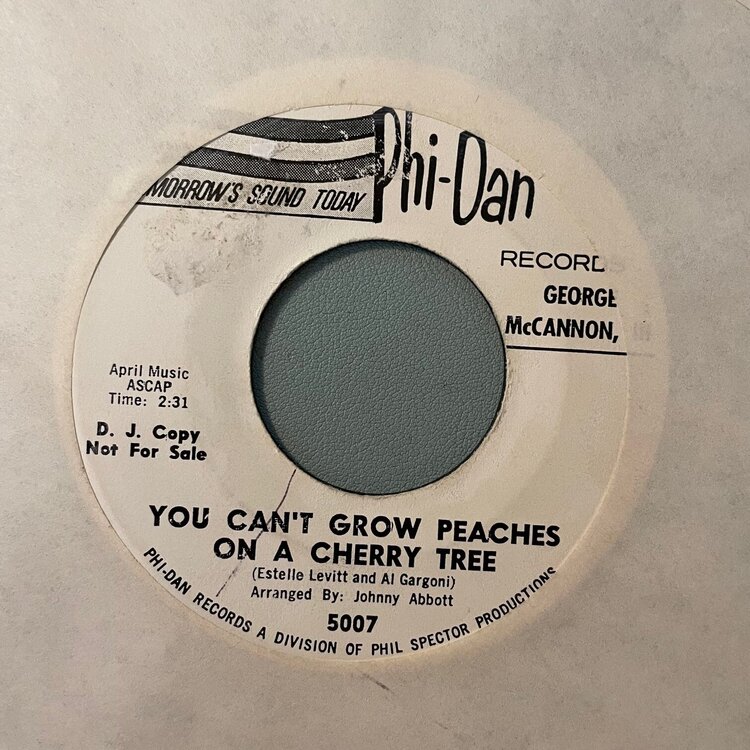 Phi-Dan
MORROW'S SOUND TODAY
RECORDS
GEORGE
McCANNON,
April Music
ASCAP
Time: 2:31
D. J. Copy
Not For Sale
YOU CAN'T GROW PEACHES
ON A CHERRY TREE
(Estelle Levitt and Al Gargoni)
Arranged By: Johnny Abbott
5007
PHI-DAN RECORDS A DIVISION OF PHIL SPECTOR PRODUCTIONS